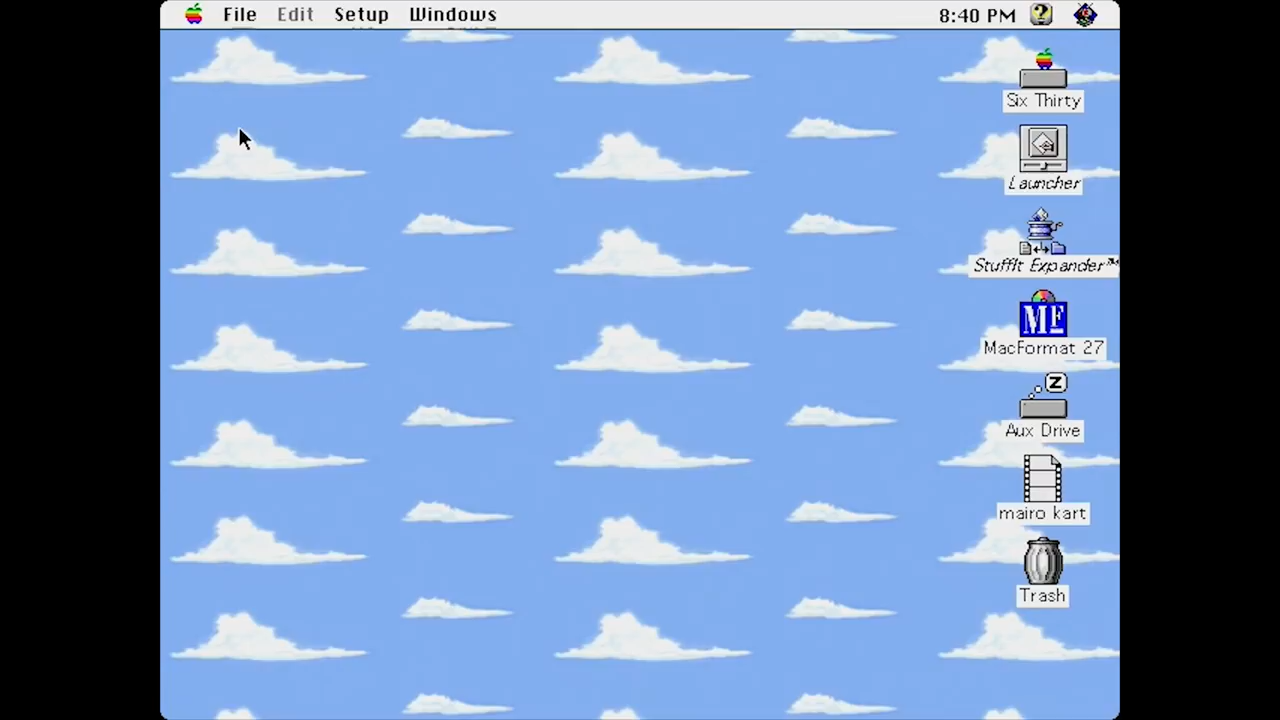 File Edit Setup Windows 8:40 PM
Six Thirty
Launcher
StuffIt Expander™
MF
MacFormat 27
Z
Aux Drive
mairo kart
Trash